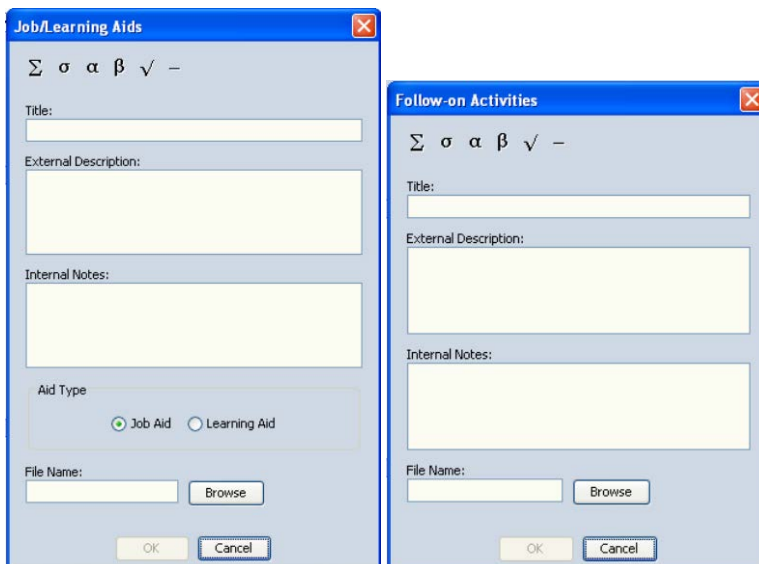 Job/Learning Aids
Σ σ α β √ –
Title:
External Description:
Internal Notes:
Aid Type
Job Aid Learning Aid
File Name:
Browse
OK Cancel
Follow-on Activities
Σ σ α β √ –
Title:
External Description:
Internal Notes:
File Name:
Browse
OK Cancel